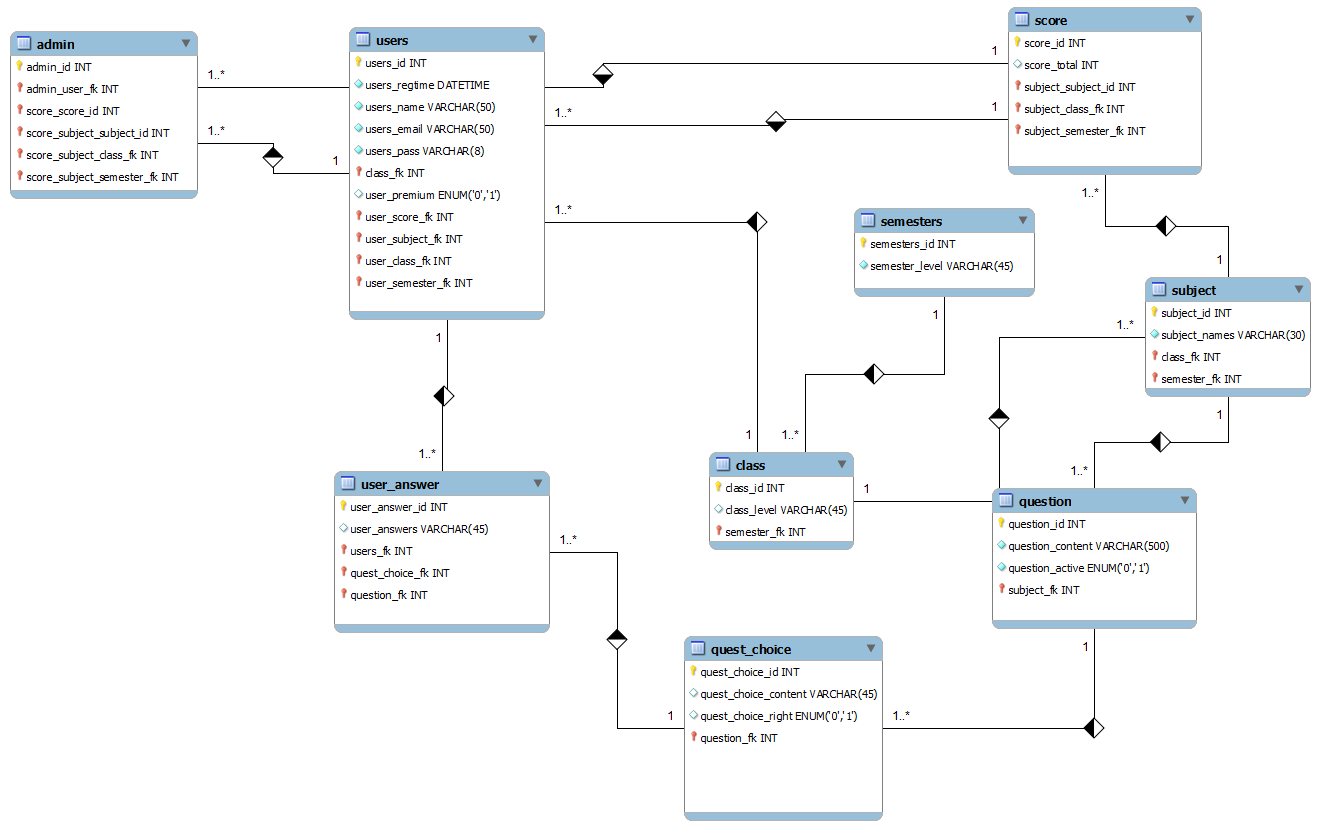 admin
admin_id INT
admin_user_fk INT
score_score_id INT
score_subject_subject_id INT
score_subject_class_fk INT
score_subject_semester_fk INT
1..*
1..*
1
users
users_id INT
users_regtime DATETIME
users_name VARCHAR(50)
users_email VARCHAR(50)
users_pass VARCHAR(8)
class_fk INT
user_premium ENUM('0','1')
user_score_fk INT
user_subject_fk INT
user_class_fk INT
user_semester_fk INT
1..*
1..*
1
1
score
score_id INT
score_total INT
subject_subject_id INT
subject_class_fk INT
subject_semester_fk INT
1..*
1
semesters
semesters_id INT
semester_level VARCHAR(45)
1
1..*
1
subject
subject_id INT
subject_names VARCHAR(30)
class_fk INT
semester_fk INT
1..*
1
1..*
1
1..*
user_answer
user_answer_id INT
user_answers VARCHAR(45)
users_fk INT
quest_choice_fk INT
question_fk INT
1..*
1
class
class_id INT
class_level VARCHAR(45)
semester_fk INT
1
question
question_id INT
question_content VARCHAR(500)
question_active ENUM('0','1')
subject_fk INT
1
quest_choice
quest_choice_id INT
quest_choice_content VARCHAR(45)
quest_choice_right ENUM('0','1')
question_fk INT
1..*